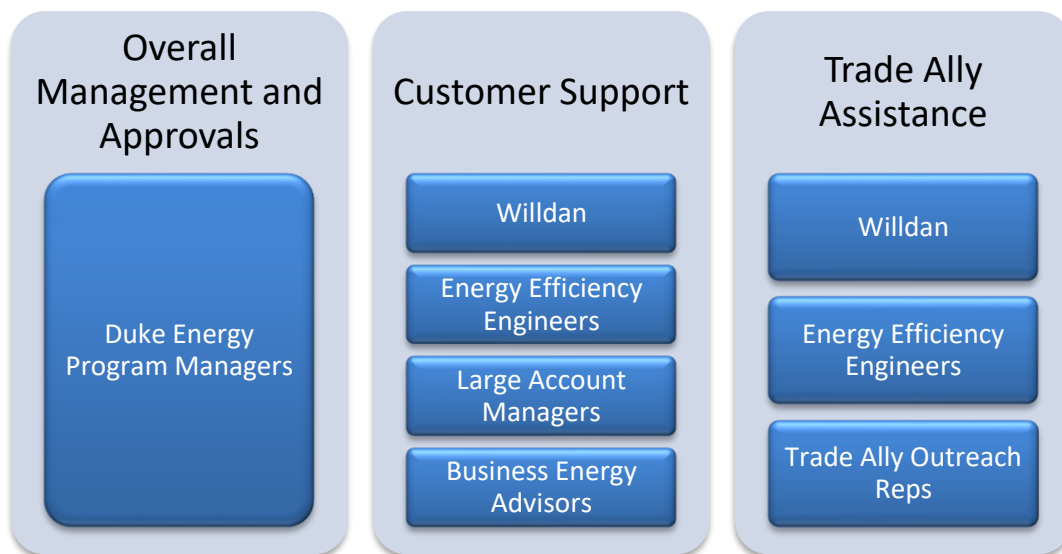 Overall
Management and
Approvals
Duke Energy
Program Managers
Customer Support
Willdan
Energy Efficiency
Engineers
Large Account
Managers
Business Energy
Advisors
Trade Ally
Assistance
Willdan
Energy Efficiency
Engineers
Trade Ally Outreach
Reps